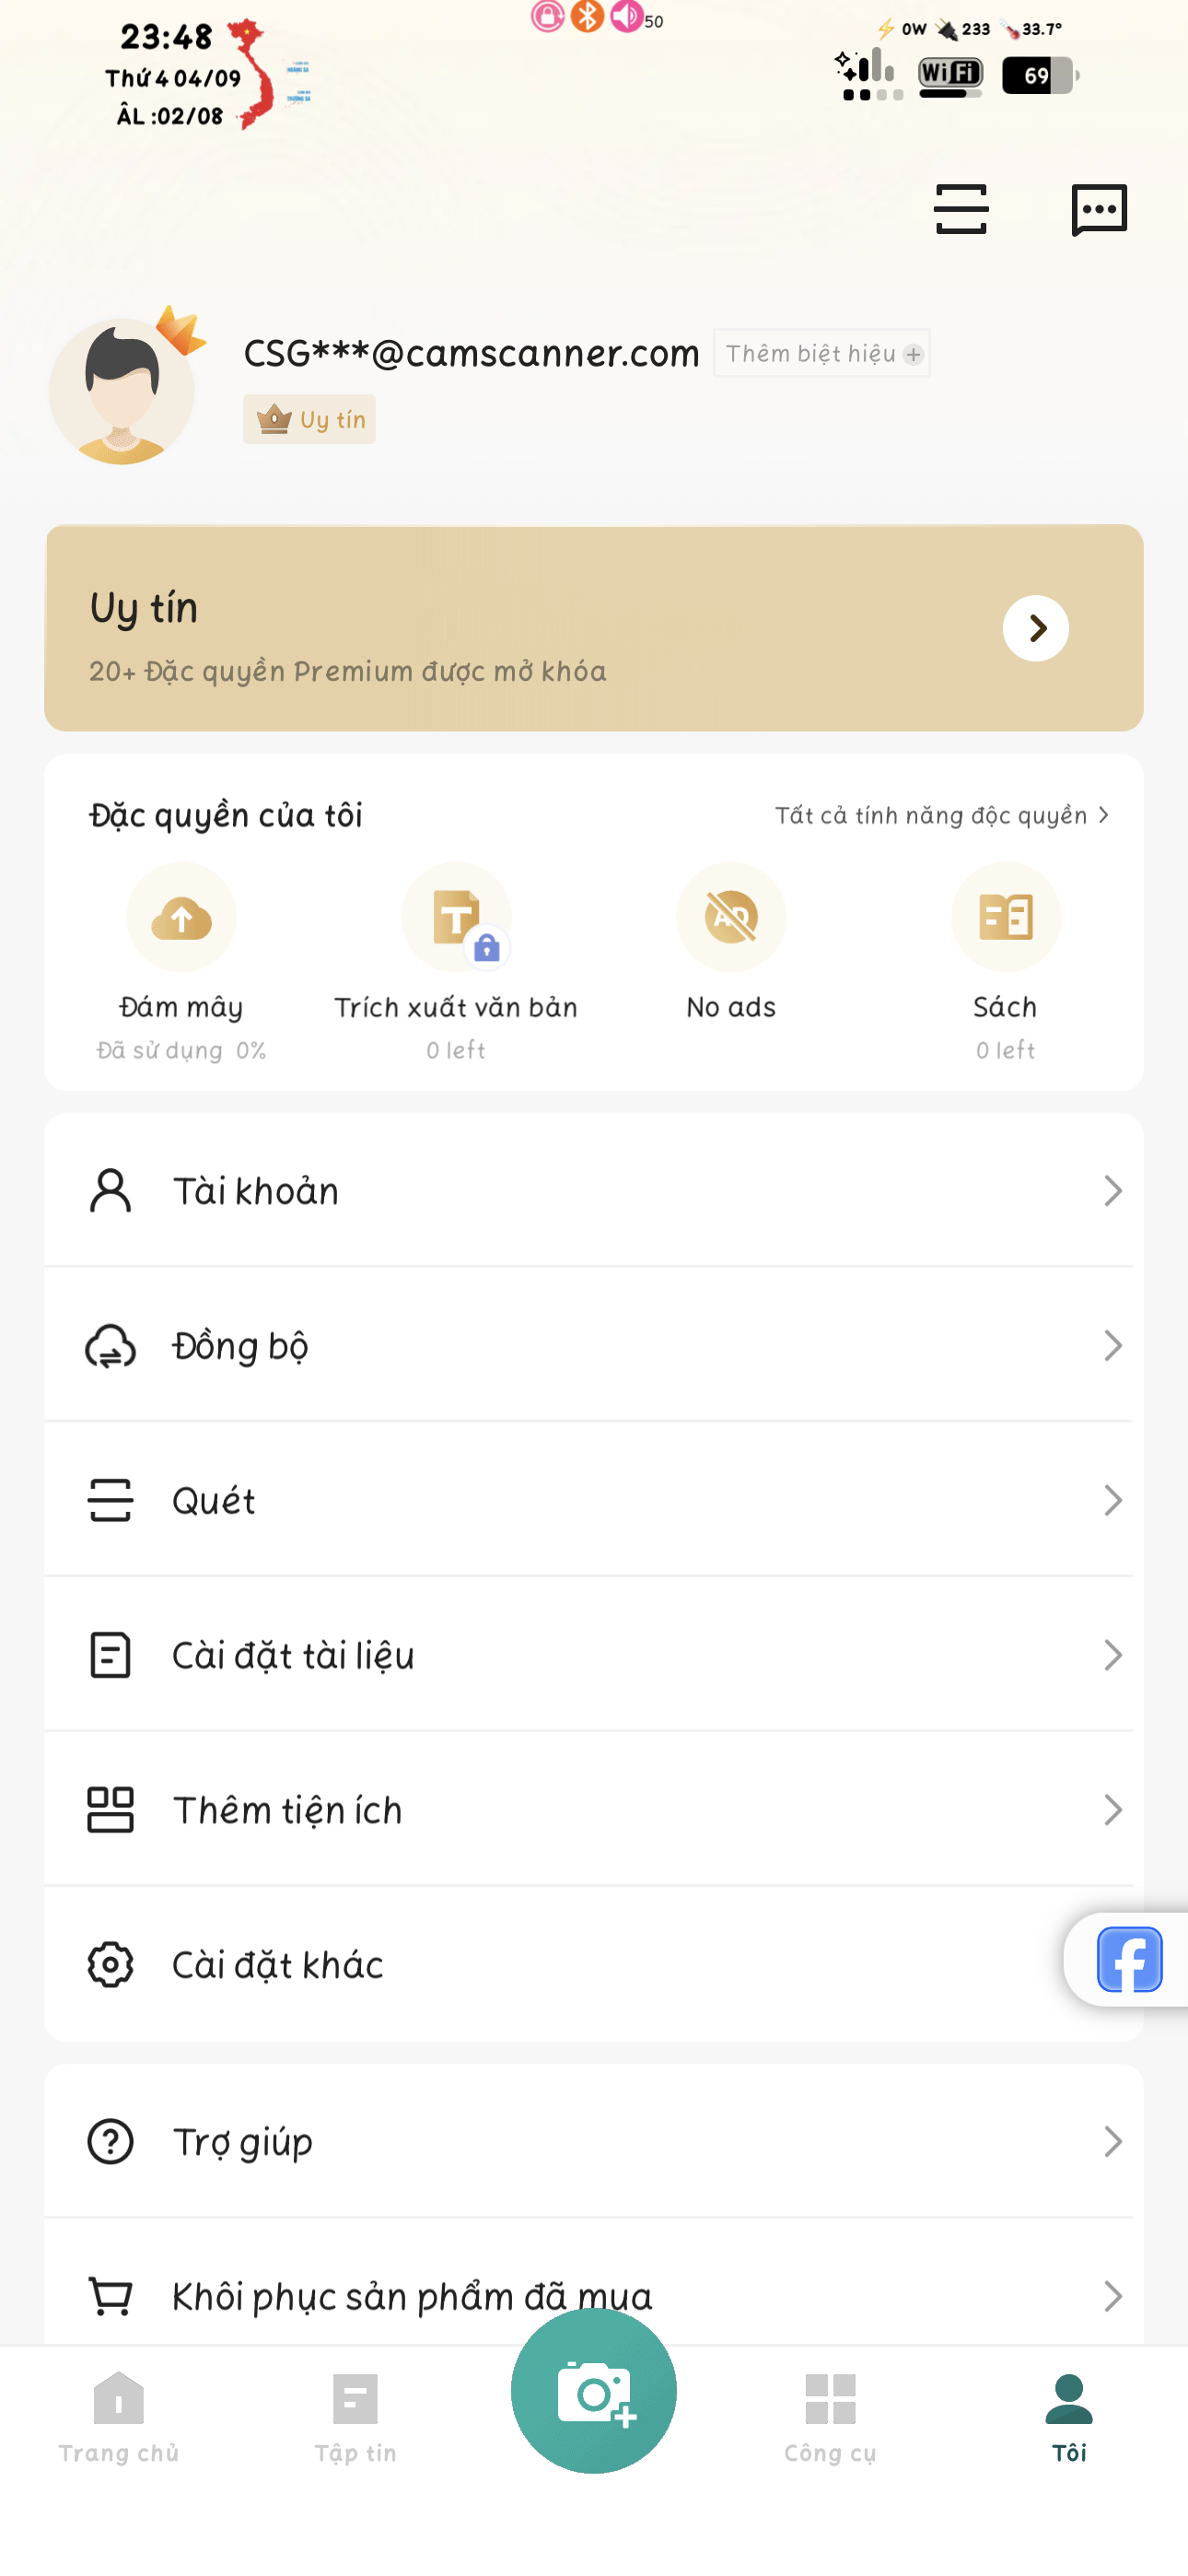 23:48
Thứ 4 04/09
ÂL :02/08
50
0W 233 33.7°
WiFi
69
CSG***@camscanner.com
Thêm biệt hiệu
Uy tín
Uy tín
20+ Đặc quyền Premium được mở khóa
Đặc quyền của tôi
Tất cả tính năng độc quyền
T
AD
Đám mây
Trích xuất văn bản
No ads
Sách
Đã sử dụng 0%
0 left
0 left
Tài khoản
Đồng bộ
Quét
Cài đặt tài liệu
Thêm tiện ích
Cài đặt khác
f
Trợ giúp
Khôi phục sản phẩm đã mua
Trang chủ
Tập tin
Công cụ
Tôi